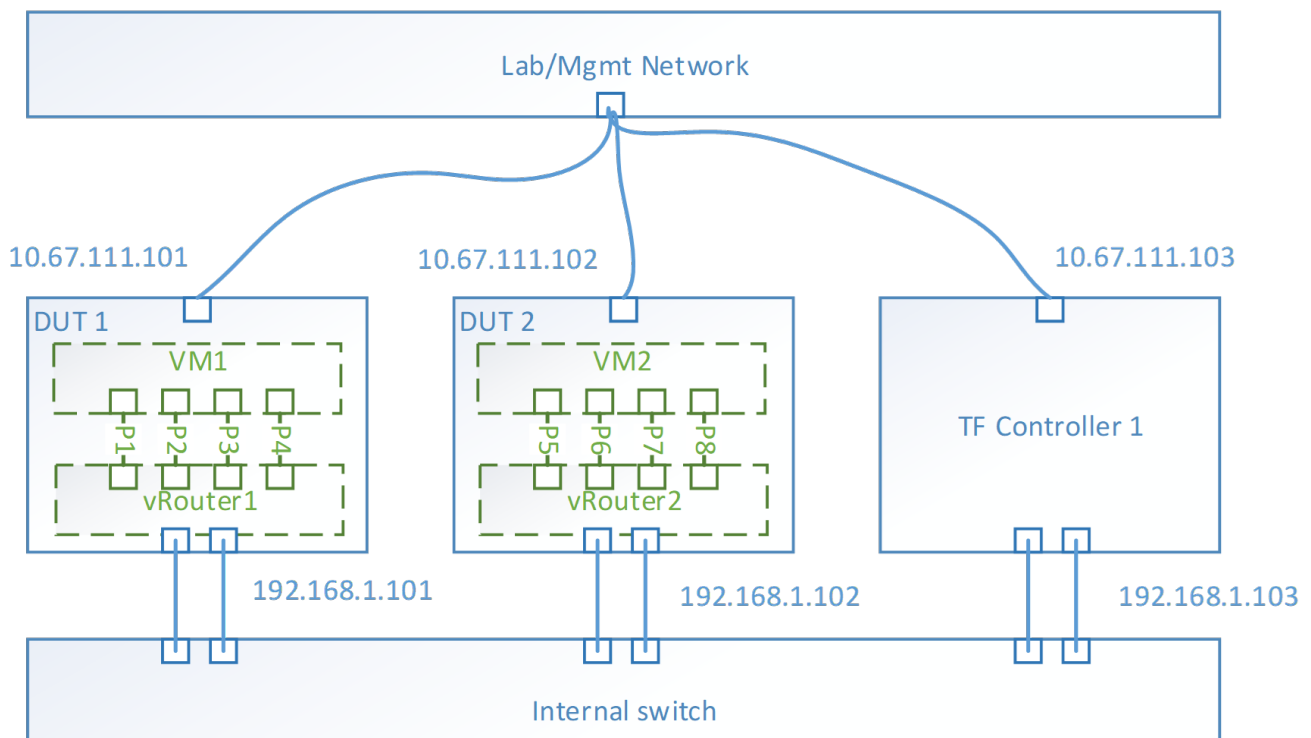 Lab/Mgmt Network
10.67.111.101
10.67.111.102
10.67.111.103
DUT 1
VM1
P1
P2
P3
P4
vRouter1
DUT 2
VM2
P5
P6
P7
P8
vRouter2
TF Controller 1
192.168.1.101
192.168.1.102
192.168.1.103
Internal switch